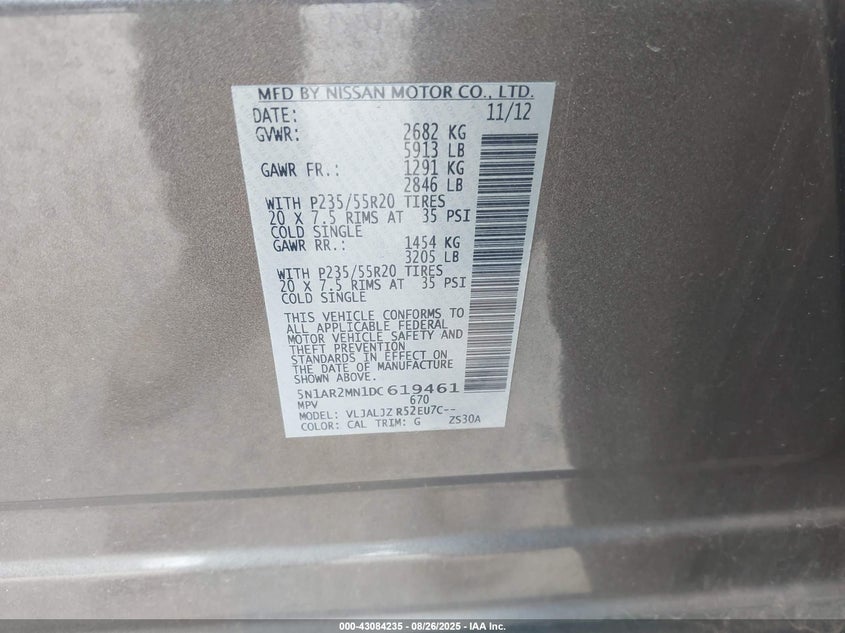 MFD BY NISSAN MOTOR CO., LTD.
DATE: 11/12
GVWR: 2682 KG
5913 LB
GAWR FR.: 1291 KG
2846 LB
WITH P235/55R20 TIRES
20 X 7.5 RIMS AT 35 PSI
COLD SINGLE
GAWR RR.: 1454 KG
3205 LB
WITH P235/55R20 TIRES
20 X 7.5 RIMS AT 35 PSI
COLD SINGLE
THIS VEHICLE CONFORMS TO
ALL APPLICABLE FEDERAL
MOTOR VEHICLE SAFETY AND
THEFT PREVENTION
STANDARDS IN EFFECT ON
THE DATE OF MANUFACTURE
SHOWN ABOVE.
5N1AR2MN1DC619461
MPV 670
MODEL: VLJALJZ R52EU7C--
COLOR: CAL TRIM: G ZS30A
000-43084235 - 08/26/2025 - IAA Inc.